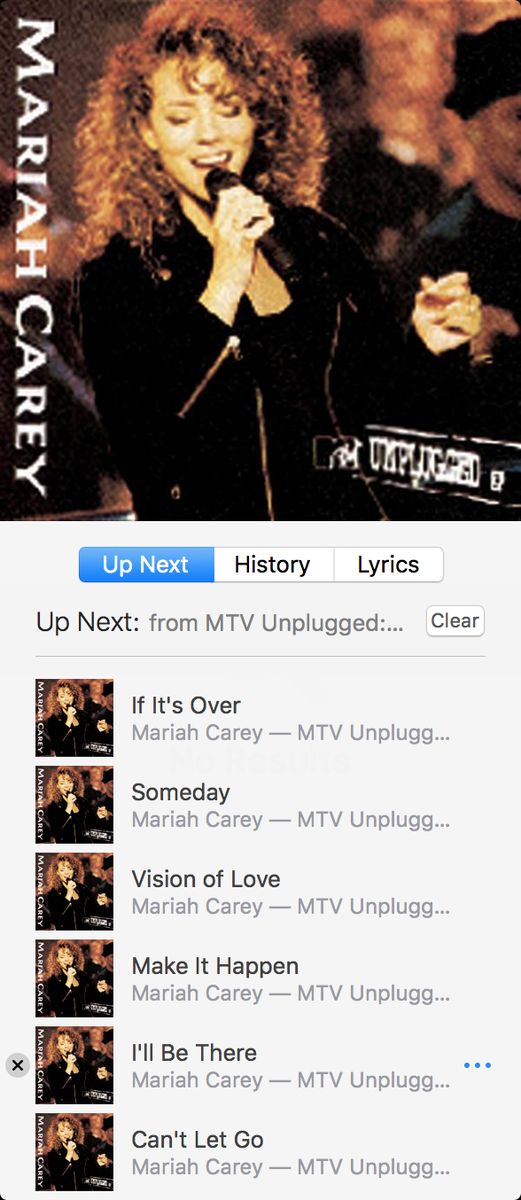 MARIAH CAREY
MTV UNPLUGGED EP
Up Next
History
Lyrics
Up Next: from MTV Unplugged:...
Clear
No Results
If It's Over
Mariah Carey — MTV Unplugg...
Someday
Mariah Carey — MTV Unplugg...
Vision of Love
Mariah Carey — MTV Unplugg...
Make It Happen
Mariah Carey — MTV Unplugg...
I'll Be There
Mariah Carey — MTV Unplugg...
Can't Let Go
Mariah Carey — MTV Unplugg...